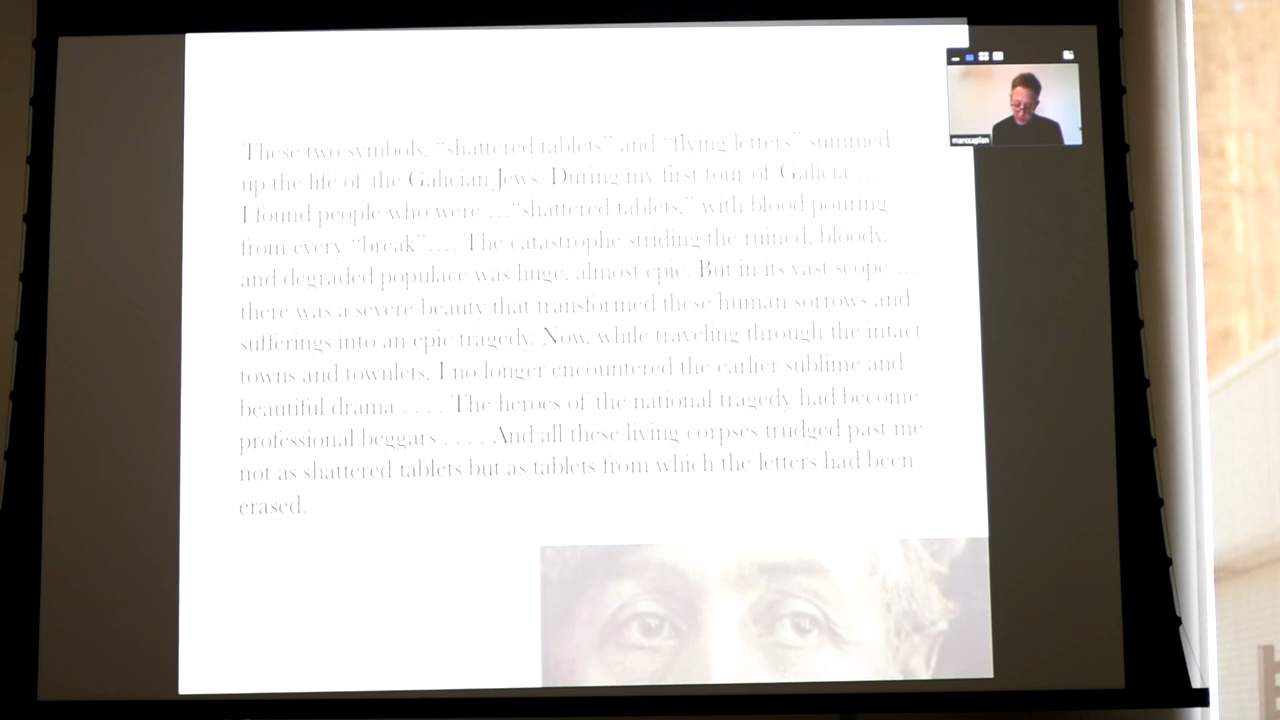 These two symbols, “shattered tablets” and “flying letters” summed
up the life of the Galician Jews. During my first tour of Galicia ....
I found people who were ...“shattered tablets,” with blood pouring
from every “break”.... The catastrophe striding the ruined, bloody,
and degraded populace was huge, almost epic. But in its vast scope ...
there was a severe beauty that transformed these human sorrows and
sufferings into an epic tragedy. Now, while traveling through the intact
towns and townlets, I no longer encountered the earlier sublime and
beautiful drama . . . . The heroes of the national tragedy had become
professional beggars . . . . And all these living corpses trudged past me
not as shattered tablets but as tablets from which the letters had been
erased.
marccaplan